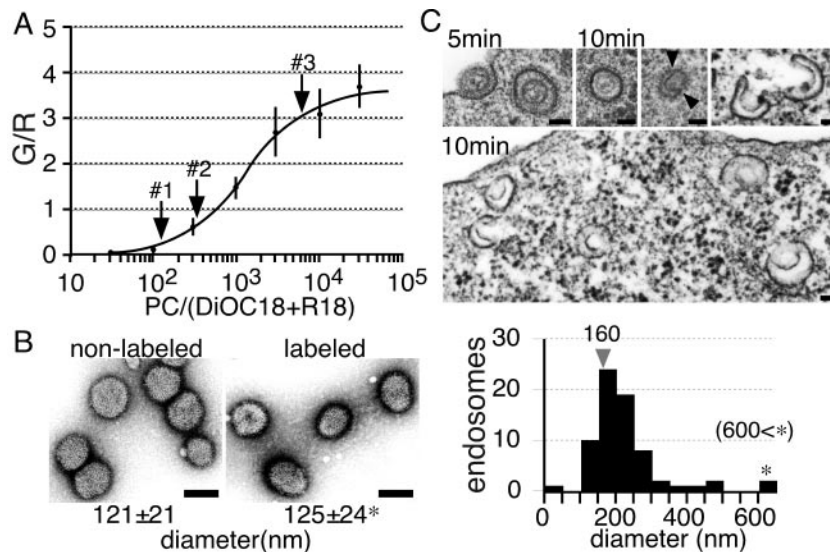 A
5
4
3
2
1
0
G/R
#1
#2
#3
10
10²
10³
10⁴
10⁵
PC/(DiOC18+R18)
B
non-labeled
labeled
121±21
125±24*
diameter(nm)
C
5min
10min
10min
30
20
10
0
endosomes
160
(600<*)
*
0
200
400
600
diameter (nm)